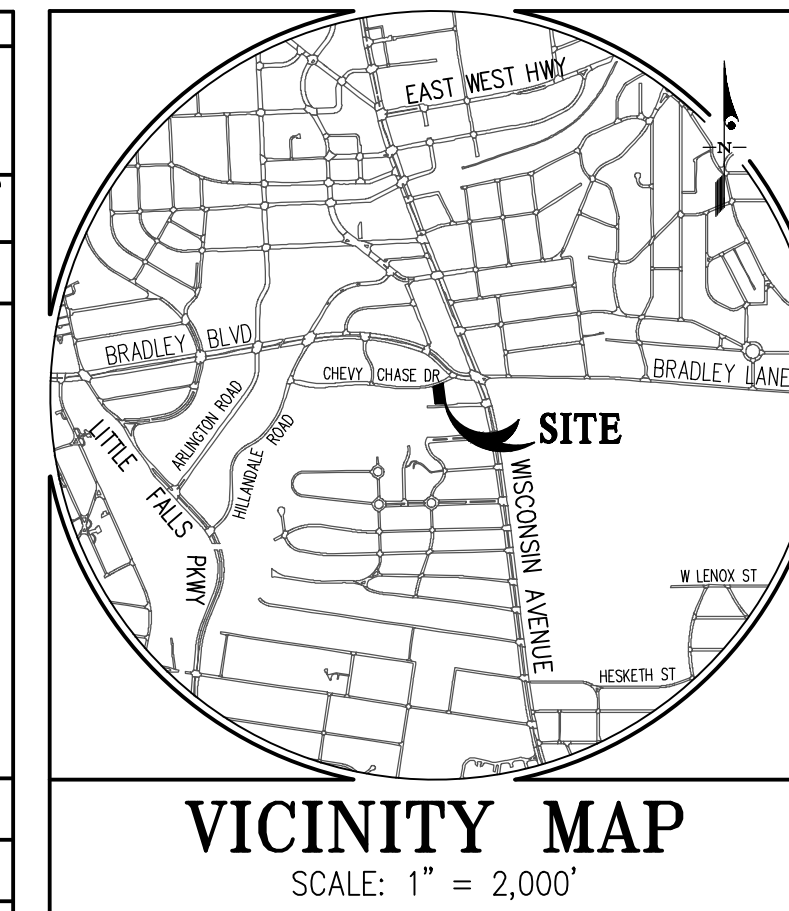 EAST WEST HWY
N
BRADLEY BLVD
CHEVY CHASE DR
BRADLEY LANE
ARLINGTON ROAD
HILLANDALE ROAD
SITE
LITTLE FALLS PKWY
WISCONSIN AVENUE
W LENOX ST
HESKETH ST
VICINITY MAP
SCALE: 1" = 2,000'